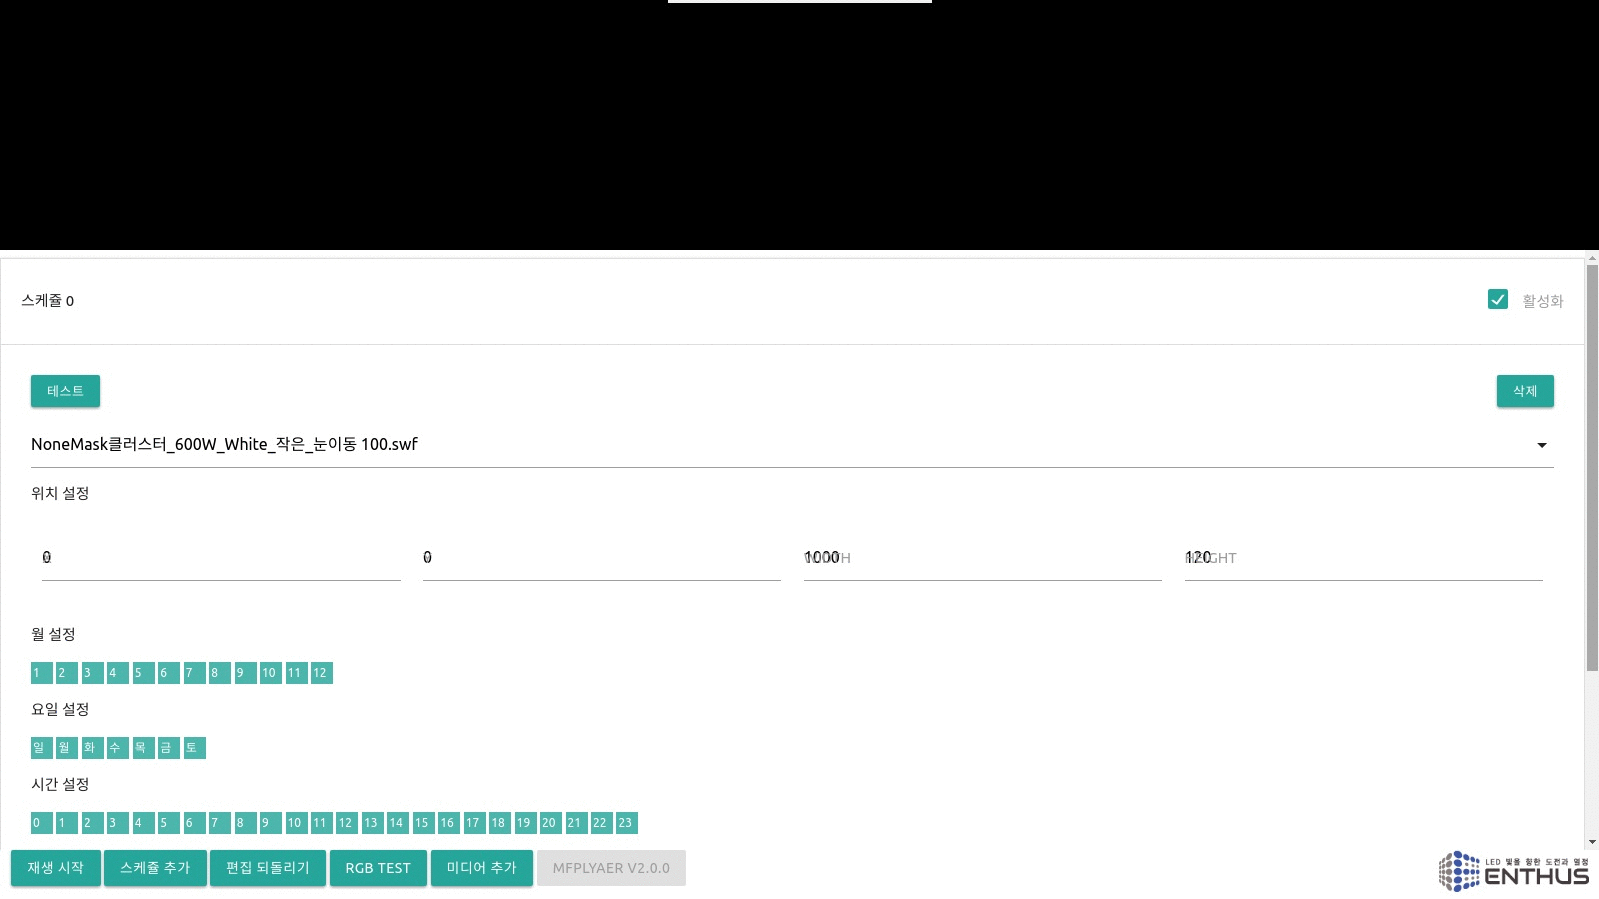 스케쥴 0
활성화
테스트
삭제
NoneMask클러스터_600W_White_작은_눈이동 100.swf
위치 설정
0 0 1000 WIDTH 120 HEIGHT
월 설정
1 2 3 4 5 6 7 8 9 10 11 12
요일 설정
일 월 화 수 목 금 토
시간 설정
0 1 2 3 4 5 6 7 8 9 10 11 12 13 14 15 16 17 18 19 20 21 22 23
재생 시작 스케쥴 추가 편집 되돌리기 RGB TEST 미디어 추가 MFPLYAER V2.0.0
LED 빛을 향한 도전과 열정
ENTHUS